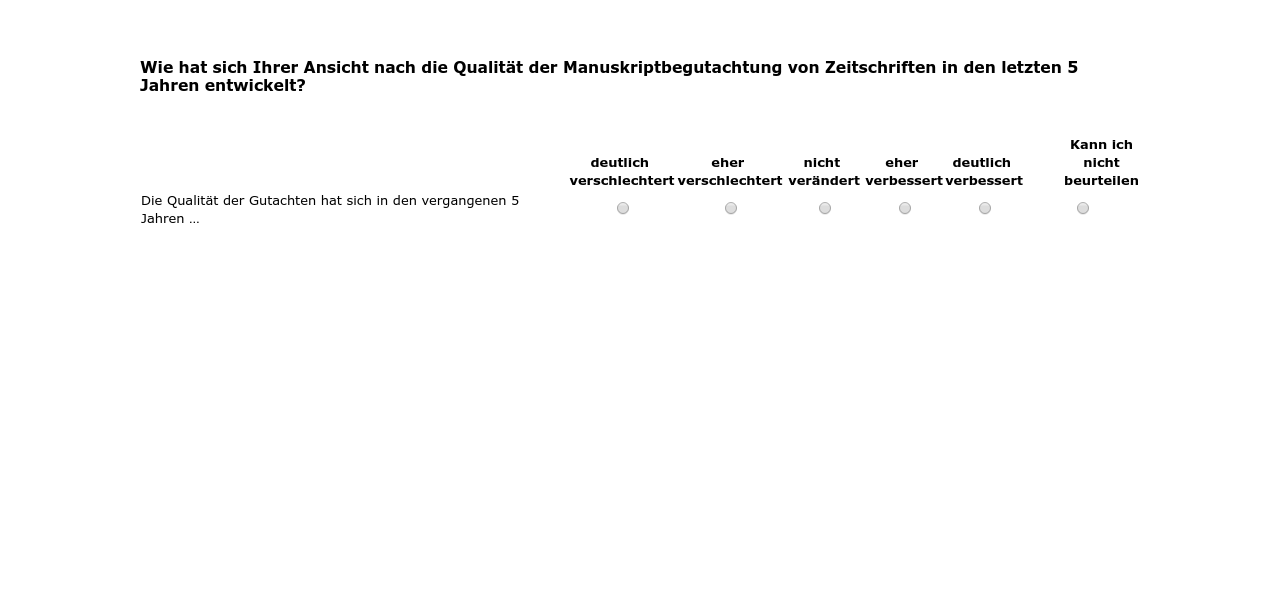 Wie hat sich Ihrer Ansicht nach die Qualität der Manuskriptbegutachtung von Zeitschriften in den letzten 5
Jahren entwickelt?
deutlich verschlechtert
eher verschlechtert
nicht verändert
eher verbessert
deutlich verbessert
Kann ich nicht beurteilen
Die Qualität der Gutachten hat sich in den vergangenen 5
Jahren ...